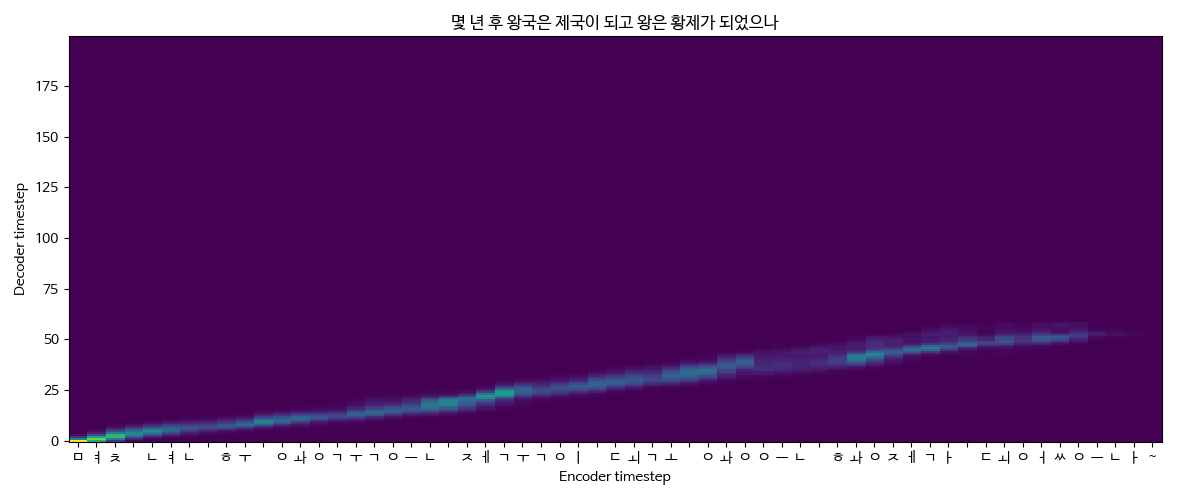 몇 년 후 왕국은 제국이 되고 왕은 황제가 되었으나
Decoder timestep
175
150
125
100
75
50
25
0
ㅁ ㅕ ㅊ ㄴ ㅕ ㄴ ㅎ ㅜ ㅇ ㅘ ㅇ ㄱ ㅜ ㄱ ㅇ ㅡ ㄴ ㅈ ㅔ ㄱ ㅜ ㄱ ㅇ ㅣ ㄷ ㅚ ㄱ ㅗ ㅇ ㅘ ㅇ ㅇ ㅡ ㄴ ㅎ ㅘ ㅇ ㅈ ㅔ ㄱ ㅏ ㄷ ㅚ ㅇ ㅓ ㅆ ㅇ ㅡ ㄴ ㅏ ~
Encoder timestep